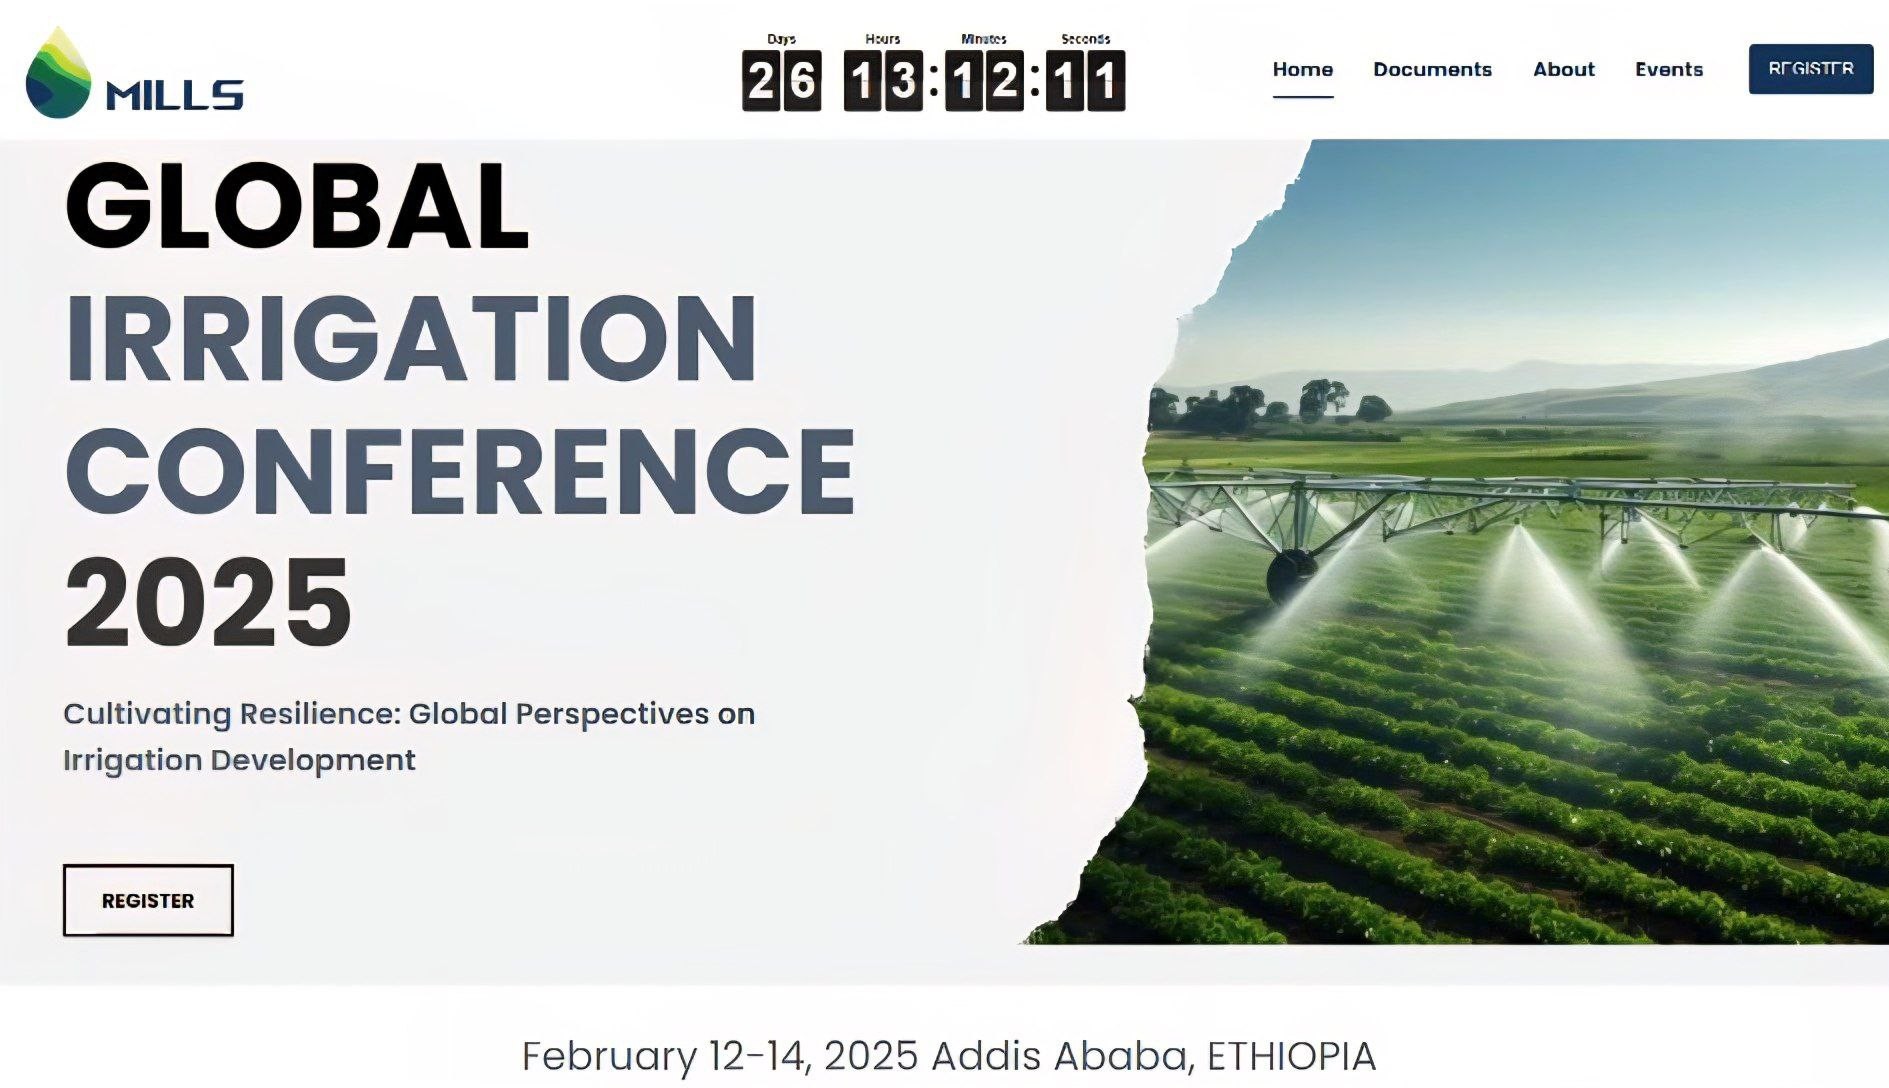 MILLS
Days Hours Minutes Seconds
26 13:12:11
Home Documents About Events REGISTER
GLOBAL
IRRIGATION
CONFERENCE
2025
Cultivating Resilience: Global Perspectives on
Irrigation Development
REGISTER
February 12-14, 2025 Addis Ababa, ETHIOPIA